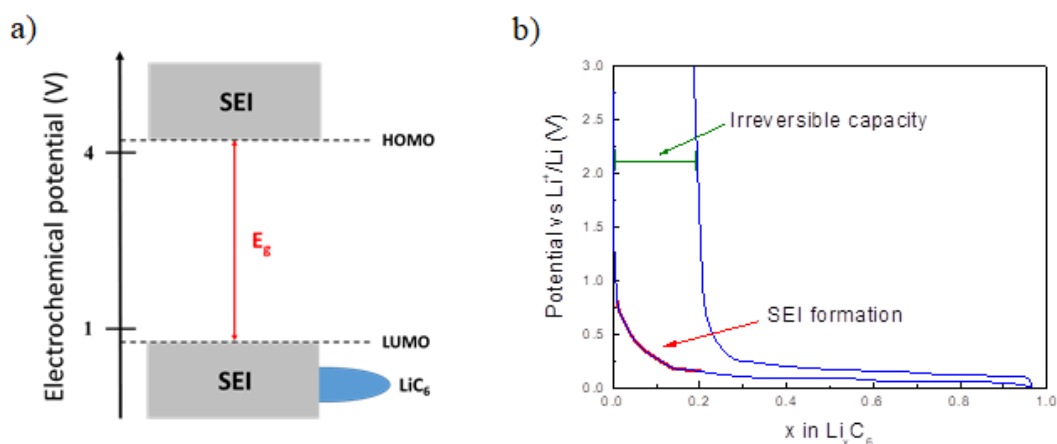 a)
Electrochemical potential (V)
SEI
HOMO
4
E_g
1
LUMO
SEI
LiC₆
b)
Potential vs Li⁺/Li (V)
3.0
2.5
2.0
1.5
1.0
0.5
0.0
Irreversible capacity
SEI formation
0.0 0.2 0.4 0.6 0.8 1.0
x in LiₓC₆